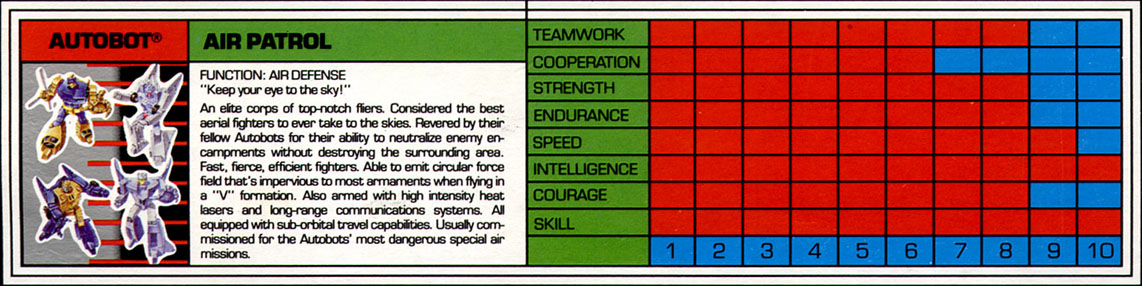 AUTOBOT®
AIR PATROL
FUNCTION: AIR DEFENSE
"Keep your eye to the sky!"
An elite corps of top-notch fliers. Considered the best
aerial fighters to ever take to the skies. Revered by their
fellow Autobots for their ability to neutralize enemy en-
campments without destroying the surrounding area.
Fast, fierce, efficient fighters. Able to emit circular force
field that's impervious to most armaments when flying in
a "V" formation. Also armed with high intensity heat
lasers and long-range communications systems. All
equipped with sub-orbital travel capabilities. Usually com-
missioned for the Autobots' most dangerous special air
missions.
TEAMWORK
COOPERATION
STRENGTH
ENDURANCE
SPEED
INTELLIGENCE
COURAGE
SKILL
1 2 3 4 5 6 7 8 9 10